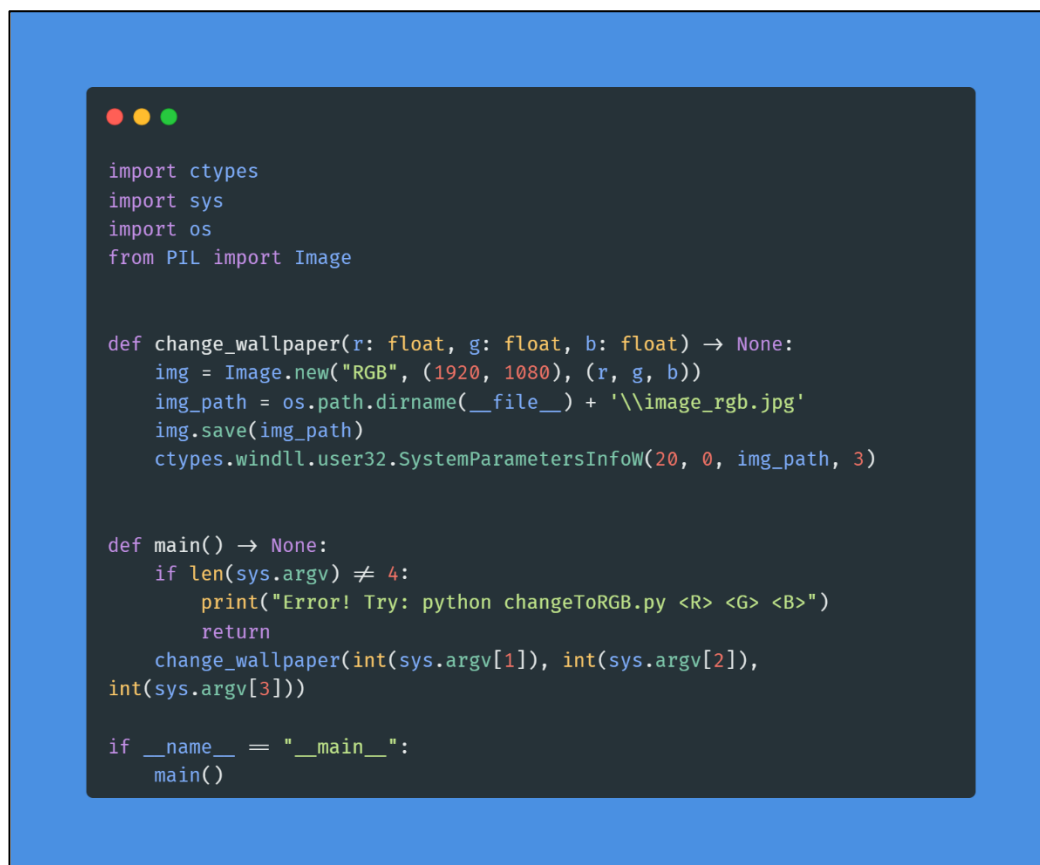 import ctypes
import sys
import os
from PIL import Image
def change_wallpaper(r: float, g: float, b: float) → None:
    img = Image.new("RGB", (1920, 1080), (r, g, b))
    img_path = os.path.dirname(__file__) + '\\image_rgb.jpg'
    img.save(img_path)
    ctypes.windll.user32.SystemParametersInfoW(20, 0, img_path, 3)
def main() → None:
    if len(sys.argv) ≠ 4:
        print("Error! Try: python changeToRGB.py <R> <G> <B>")
        return
    change_wallpaper(int(sys.argv[1]), int(sys.argv[2]),
int(sys.argv[3]))
if __name__ == "__main__":
    main()